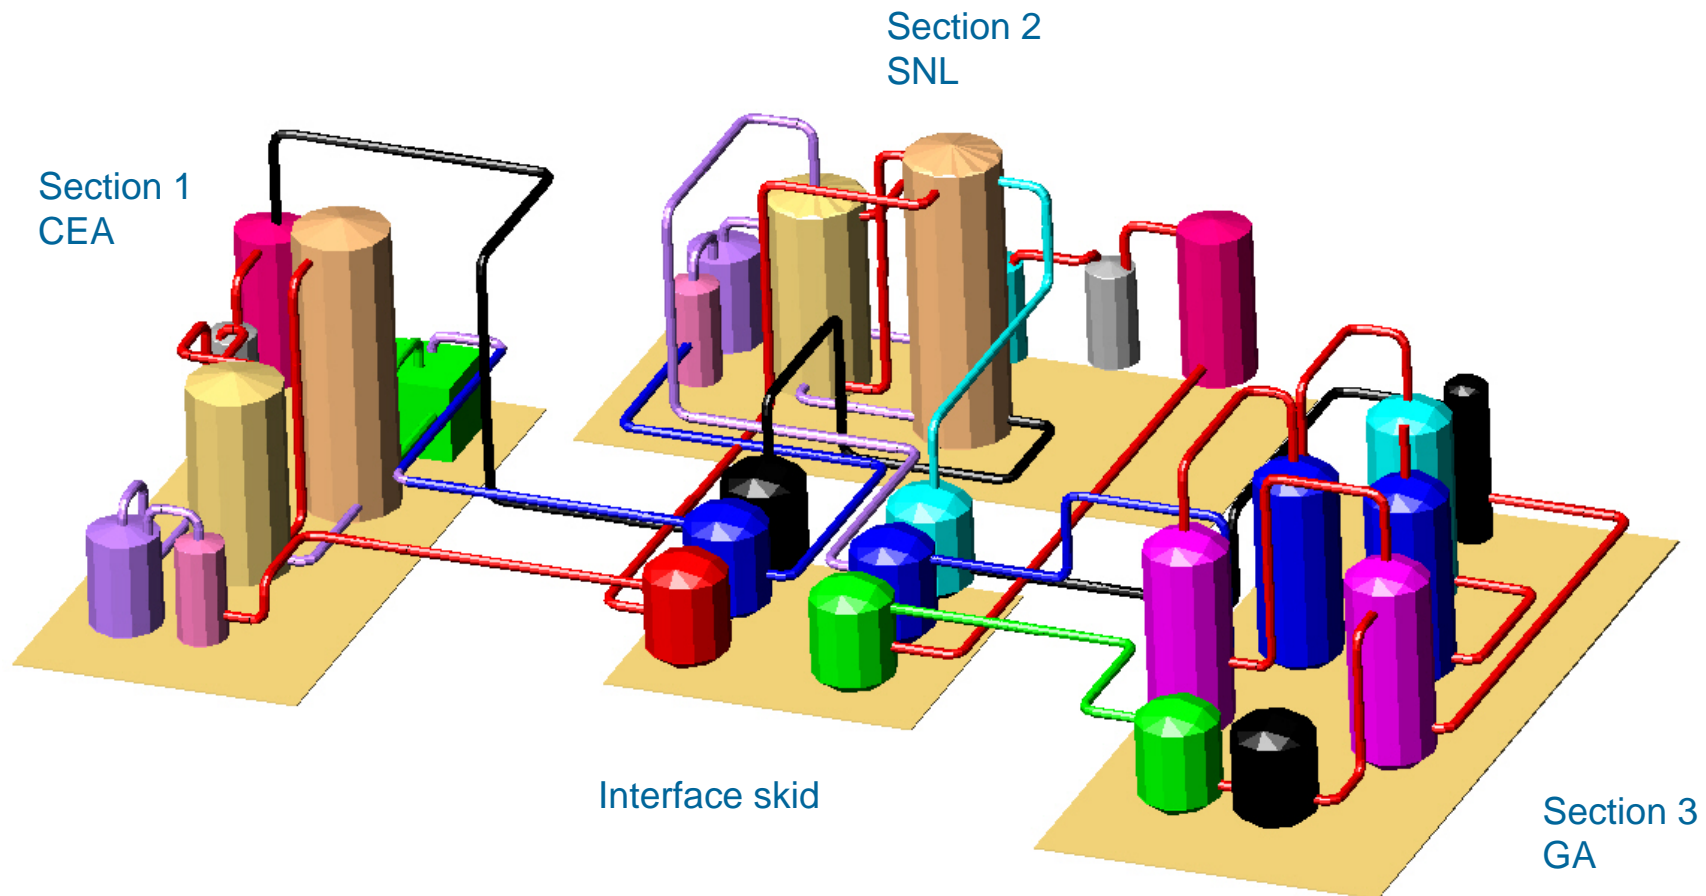 Section 2
SNL
Section 1
CEA
Interface skid
Section 3
GA